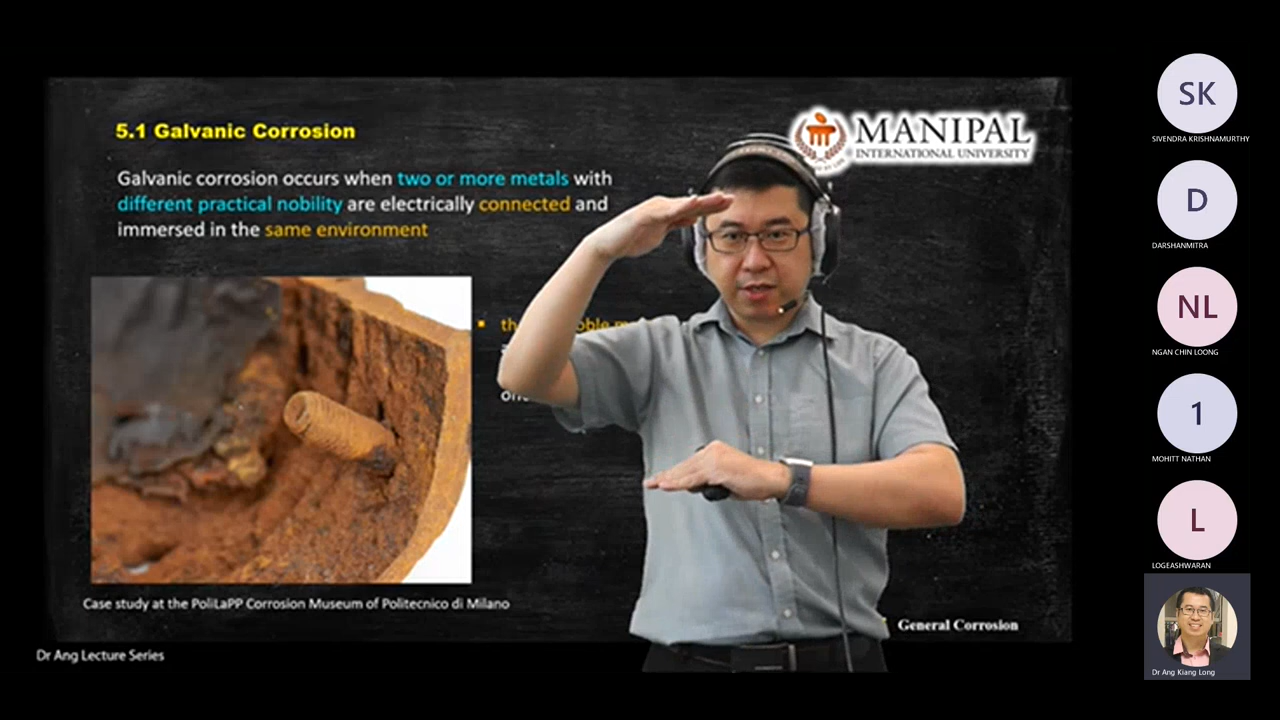 5.1 Galvanic Corrosion
MANIPAL
INTERNATIONAL UNIVERSITY
Galvanic corrosion occurs when two or more metals with
different practical nobility are electrically connected and
immersed in the same environment
Case study at the PoliLaPP Corrosion Museum of Politecnico di Milano
General Corrosion
Dr Ang Lecture Series
SK
SIVENDRA KRISHNAMURTHY
D
DARSHANMITRA
NL
NGAN CHIN LOONG
1
MOHITT NATHAN
L
LOGEASHWARAN
Dr Ang Kiang Long